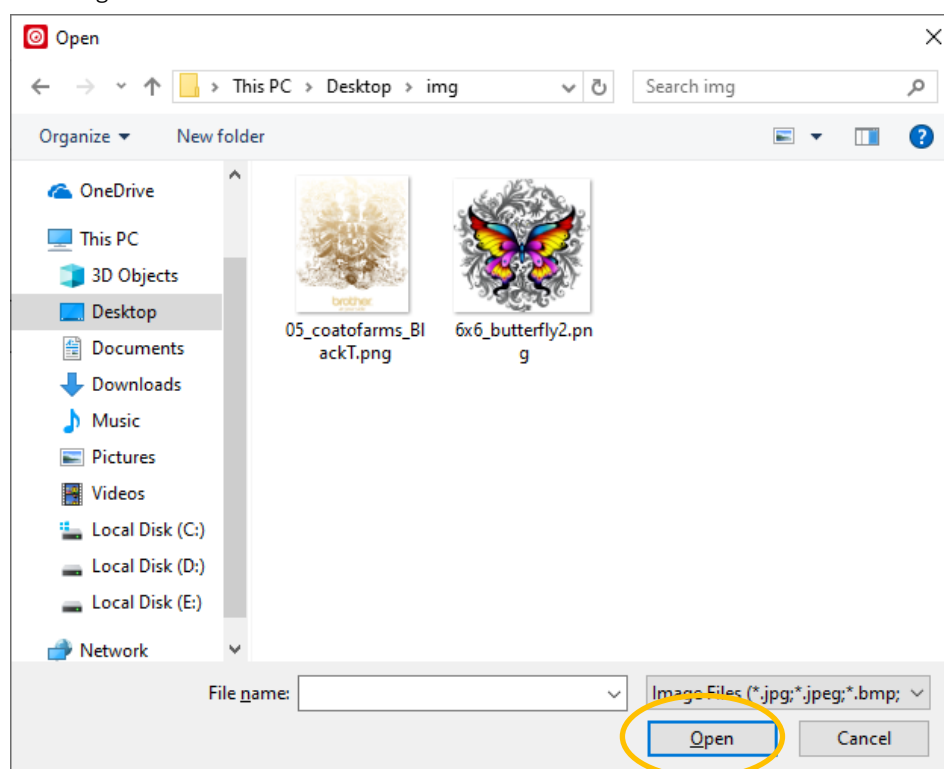 Open
This PC > Desktop > img
Search img
Organize
New folder
OneDrive
This PC
3D Objects
Desktop
Documents
Downloads
Music
Pictures
Videos
Local Disk (C:)
Local Disk (D:)
Local Disk (E:)
Network
brother
05_coatofarms_Bl
ackT.png
6x6_butterfly2.pn
g
File name:
Image Files (*.jpg;*.jpeg;*.bmp;
Open
Cancel